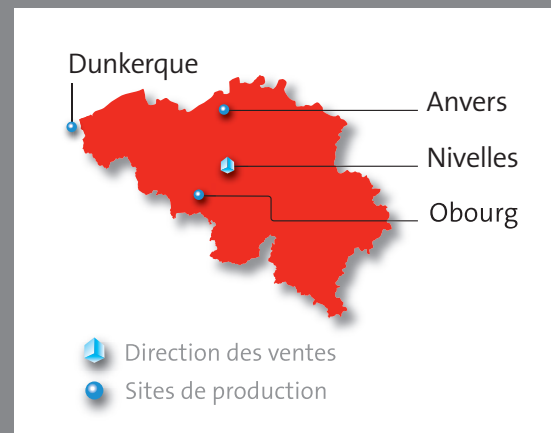 Dunkerque
Anvers
Nivelles
Obourg
Direction des ventes
Sites de production